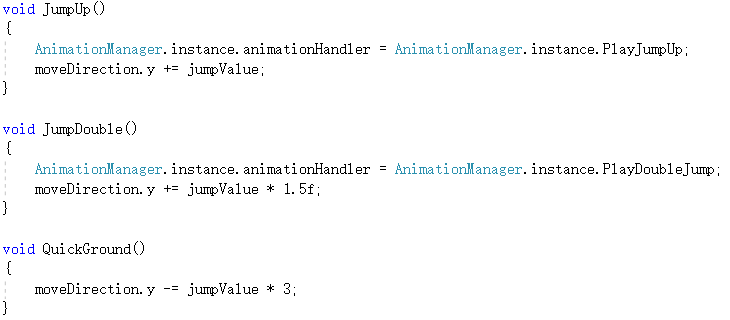 void JumpUp()
{
    AnimationManager.instance.animationHandler = AnimationManager.instance.PlayJumpUp;
    moveDirection.y += jumpValue;
}
void JumpDouble()
{
    AnimationManager.instance.animationHandler = AnimationManager.instance.PlayDoubleJump;
    moveDirection.y += jumpValue * 1.5f;
}
void QuickGround()
{
    moveDirection.y -= jumpValue * 3;
}